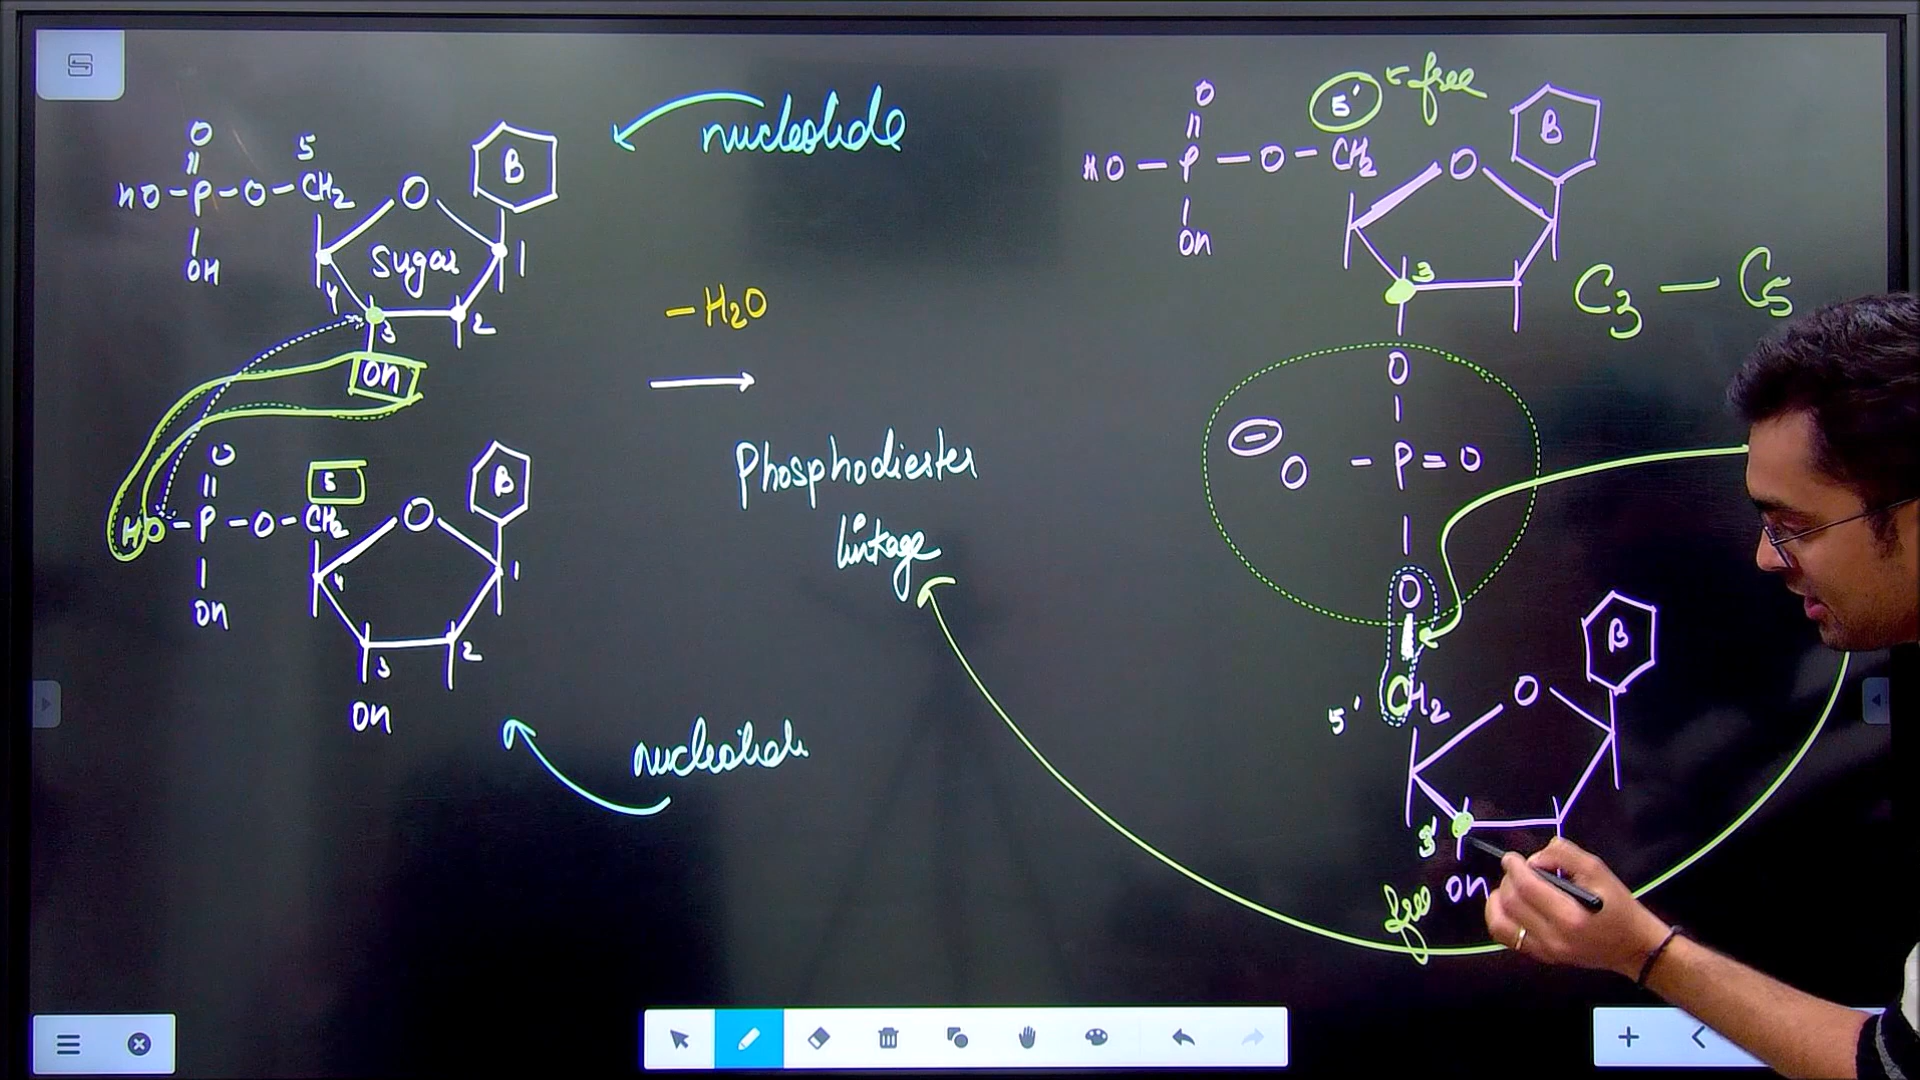 nucleotide
O
||
5
HO-P-O-CH2
O
B
|
OH
Sugar
1
4
3
2
OH
-H2O
O
||
5
HO-P-O-CH2
O
B
|
OH
4
1
3
2
OH
nucleotide
Phosphodiester
linkage
5' free
O
||
HO-P-O-CH2
O
B
|
OH
3
C3-C5
O
|
-
O-P=O
|
O
B
5' CH2
O
3'
free OH